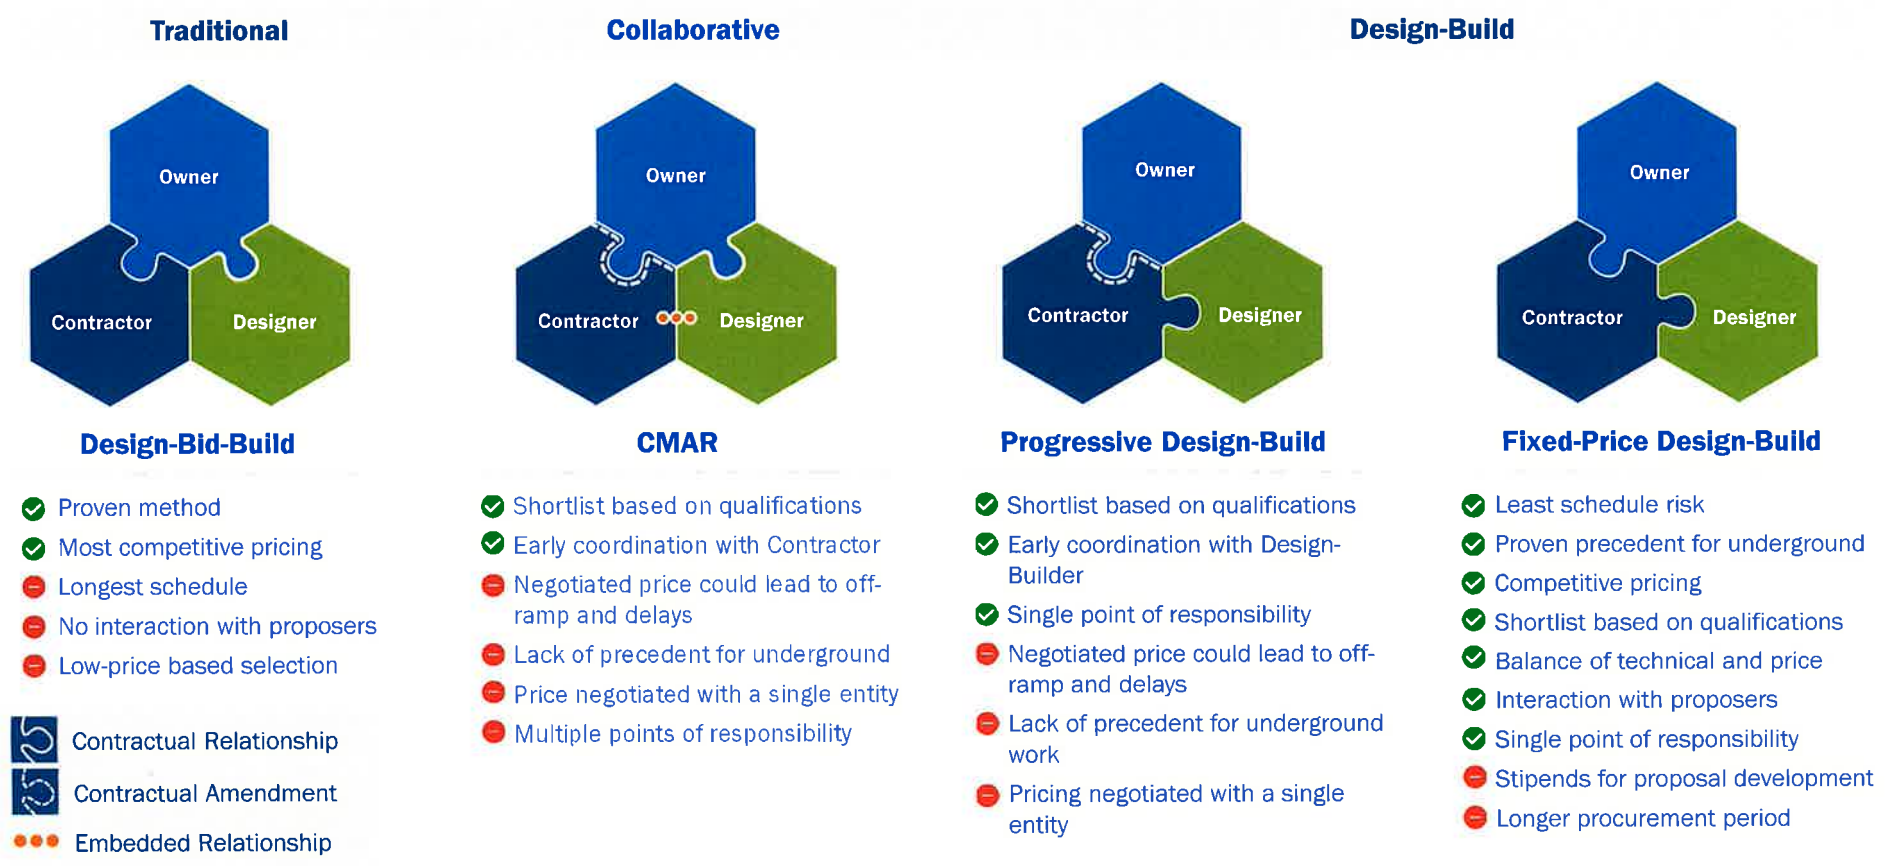 Traditional
Collaborative
Design-Build
Owner
Contractor
Designer
Owner
Contractor
Designer
Owner
Contractor
Designer
Owner
Contractor
Designer
Design-Bid-Build
Proven method
Most competitive pricing
Longest schedule
No interaction with proposers
Low-price based selection
CMAR
Shortlist based on qualifications
Early coordination with Contractor
Negotiated price could lead to off-
ramp and delays
Lack of precedent for underground
Price negotiated with a single entity
Multiple points of responsibility
Progressive Design-Build
Shortlist based on qualifications
Early coordination with Design-
Builder
Single point of responsibility
Negotiated price could lead to off-
ramp and delays
Lack of precedent for underground
work
Pricing negotiated with a single
entity
Fixed-Price Design-Build
Least schedule risk
Proven precedent for underground
Competitive pricing
Shortlist based on qualifications
Balance of technical and price
Interaction with proposers
Single point of responsibility
Stipends for proposal development
Longer procurement period
Contractual Relationship
Contractual Amendment
Embedded Relationship